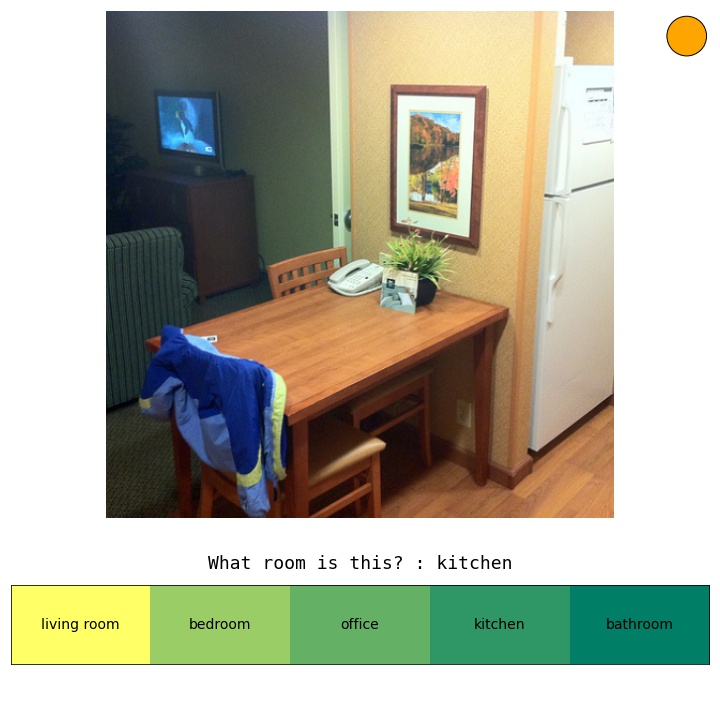 What room is this? : kitchen
living room
bedroom
office
kitchen
bathroom